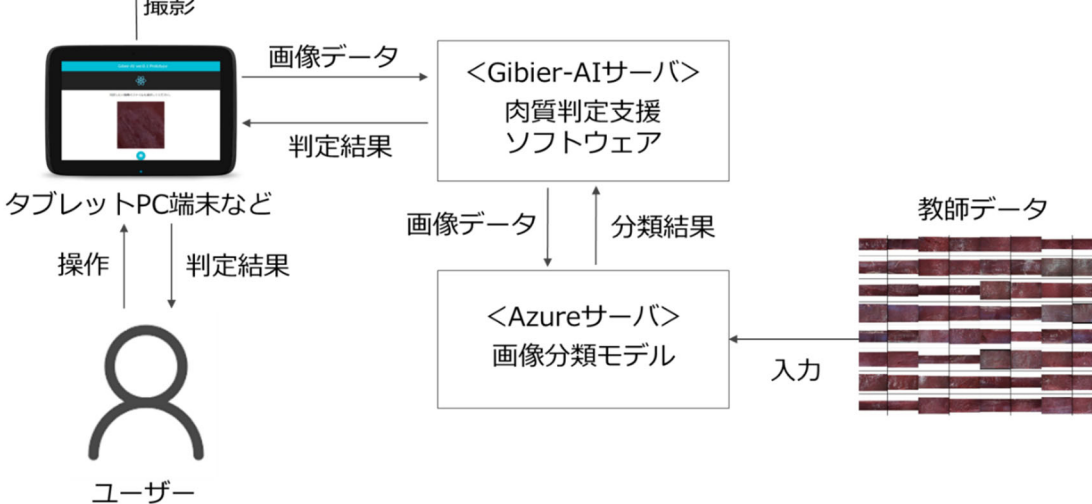 撮影
画像データ
判定結果
タブレットPC端末など
操作
判定結果
ユーザー
<Gibier-AIサーバ>
肉質判定支援
ソフトウェア
画像データ
分類結果
<Azureサーバ>
画像分類モデル
教師データ
入力